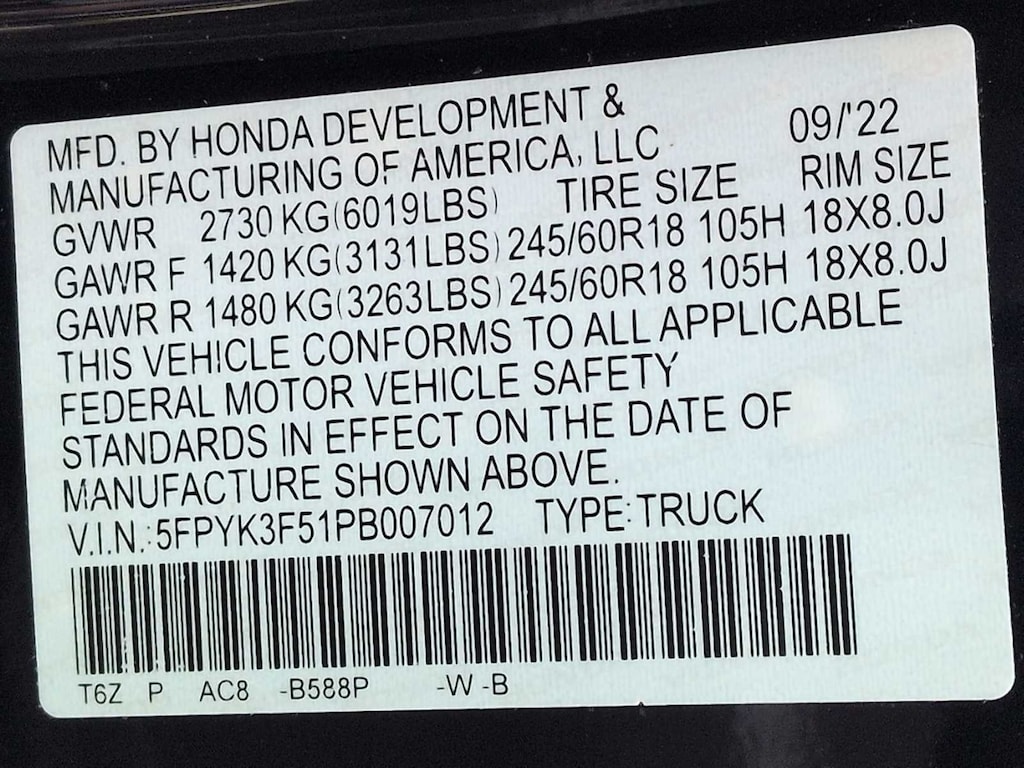 MFD. BY HONDA DEVELOPMENT &
MANUFACTURING OF AMERICA, LLC 09/'22
GVWR 2730 KG(6019LBS) TIRE SIZE RIM SIZE
GAWR F 1420 KG(3131LBS) 245/60R18 105H 18X8.0J
GAWR R 1480 KG(3263LBS) 245/60R18 105H 18X8.0J
THIS VEHICLE CONFORMS TO ALL APPLICABLE
FEDERAL MOTOR VEHICLE SAFETY
STANDARDS IN EFFECT ON THE DATE OF
MANUFACTURE SHOWN ABOVE.
V.I.N.:5FPYK3F51PB007012 TYPE:TRUCK
T6Z P AC8 -B588P -W -B